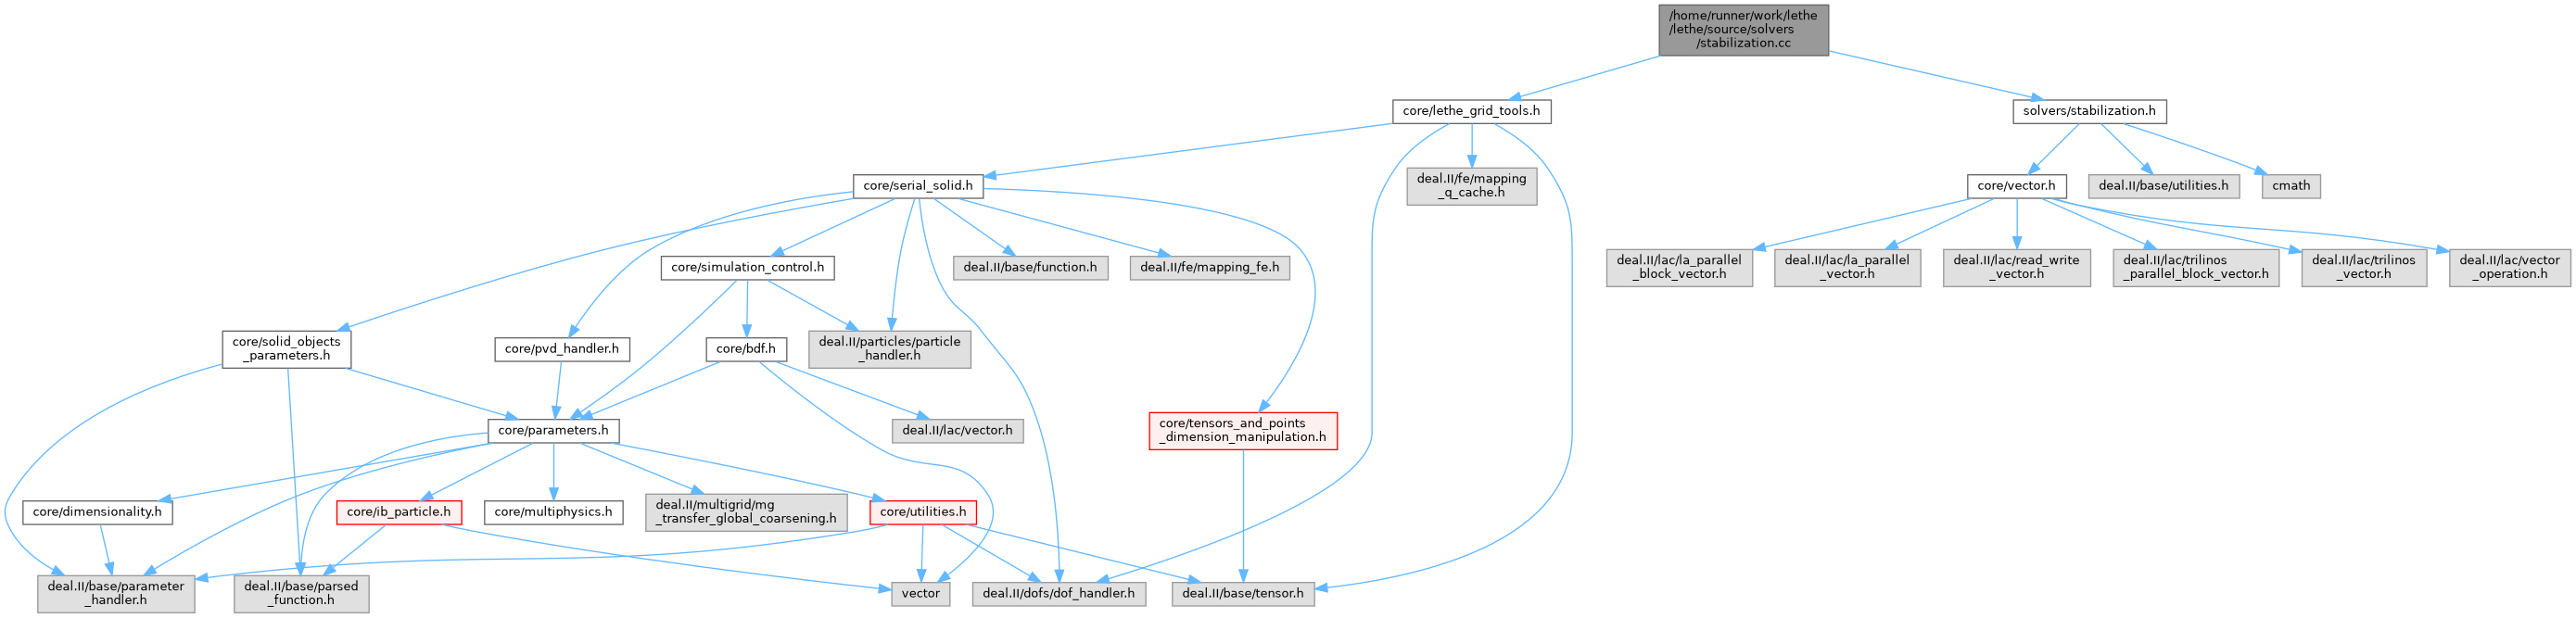 /home/runner/work/lethe
/lethe/source/solvers
/stabilization.cc
core/lethe_grid_tools.h
solvers/stabilization.h
core/serial_solid.h
deal.II/fe/mapping
_q_cache.h
core/vector.h
deal.II/base/utilities.h
cmath
core/simulation_control.h
deal.II/base/function.h
deal.II/fe/mapping_fe.h
deal.II/lac/la_parallel
_block_vector.h
deal.II/lac/la_parallel
_vector.h
deal.II/lac/read_write
_vector.h
deal.II/lac/trilinos
_parallel_block_vector.h
deal.II/lac/trilinos
_vector.h
deal.II/lac/vector
_operation.h
core/solid_objects
_parameters.h
core/pvd_handler.h
core/bdf.h
deal.II/particles/particle
_handler.h
core/parameters.h
deal.II/lac/vector.h
core/tensors_and_points
_dimension_manipulation.h
core/dimensionality.h
core/ib_particle.h
core/multiphysics.h
deal.II/multigrid/mg
_transfer_global_coarsening.h
core/utilities.h
deal.II/base/parameter
_handler.h
deal.II/base/parsed
_function.h
vector
deal.II/dofs/dof_handler.h
deal.II/base/tensor.h